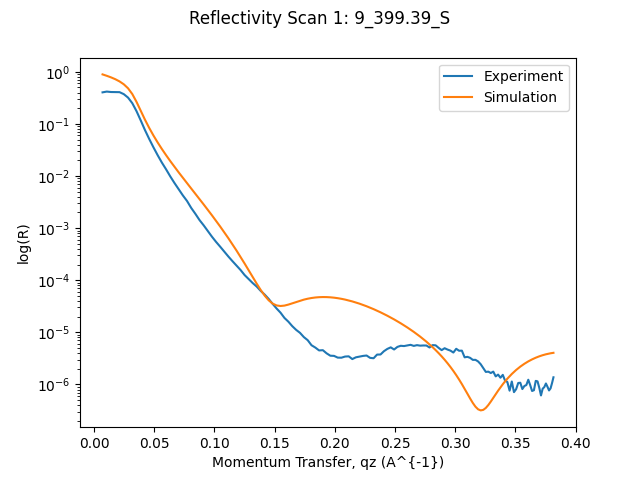 Reflectivity Scan 1: 9_399.39_S
Experiment
Simulation
10^0
10^{-1}
10^{-2}
10^{-3}
10^{-4}
10^{-5}
10^{-6}
log(R)
0.00 0.05 0.10 0.15 0.20 0.25 0.30 0.35 0.40
Momentum Transfer, qz (A^{-1})